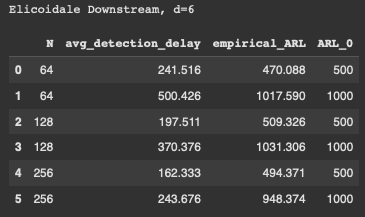 Elicoidale Downstream, d=6
N avg_detection_delay empirical_ARL ARL_0
0 64 241.516 470.088 500
1 64 500.426 1017.590 1000
2 128 197.511 509.326 500
3 128 370.376 1031.306 1000
4 256 162.333 494.371 500
5 256 243.676 948.374 1000